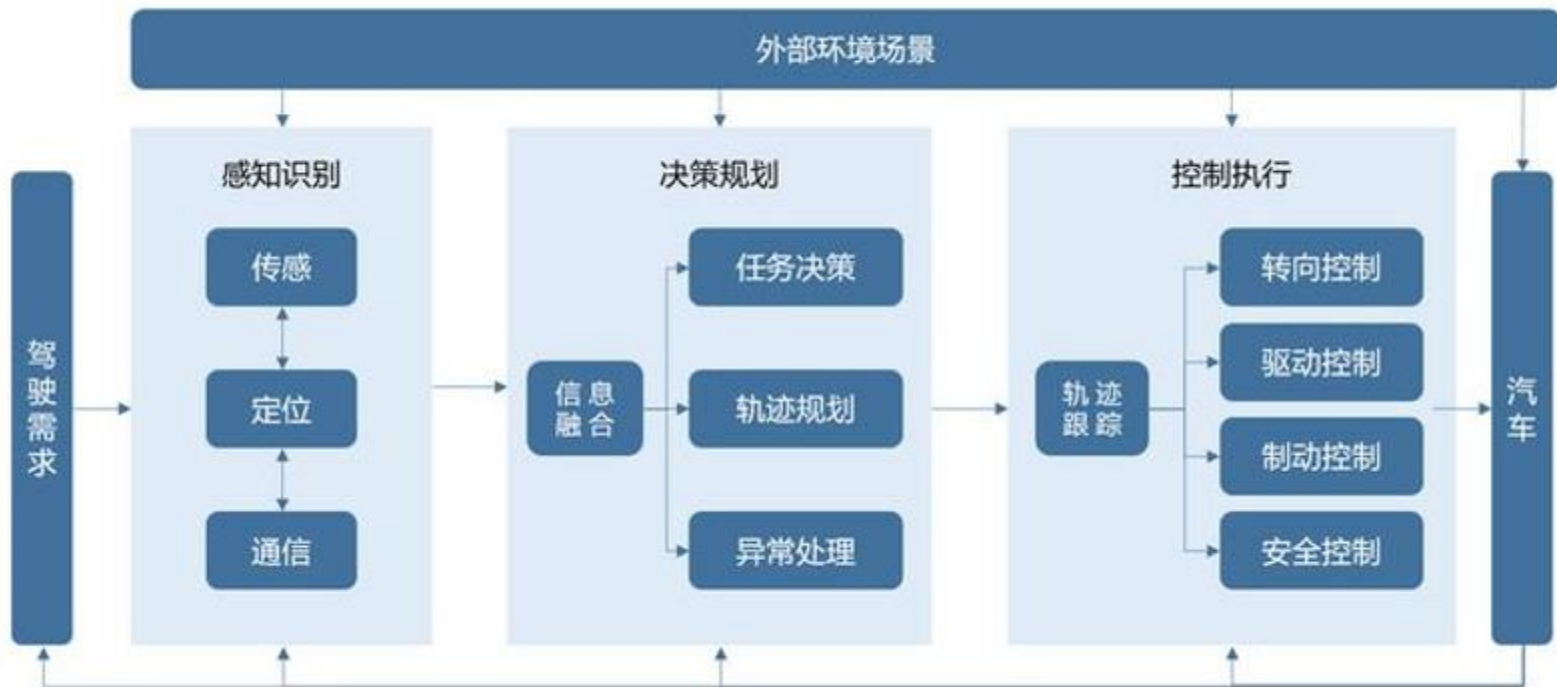 外部环境场景
驾驶需求
感知识别
传感
定位
通信
决策规划
信息
融合
任务决策
轨迹规划
异常处理
控制执行
轨迹
跟踪
转向控制
驱动控制
制动控制
安全控制
汽车